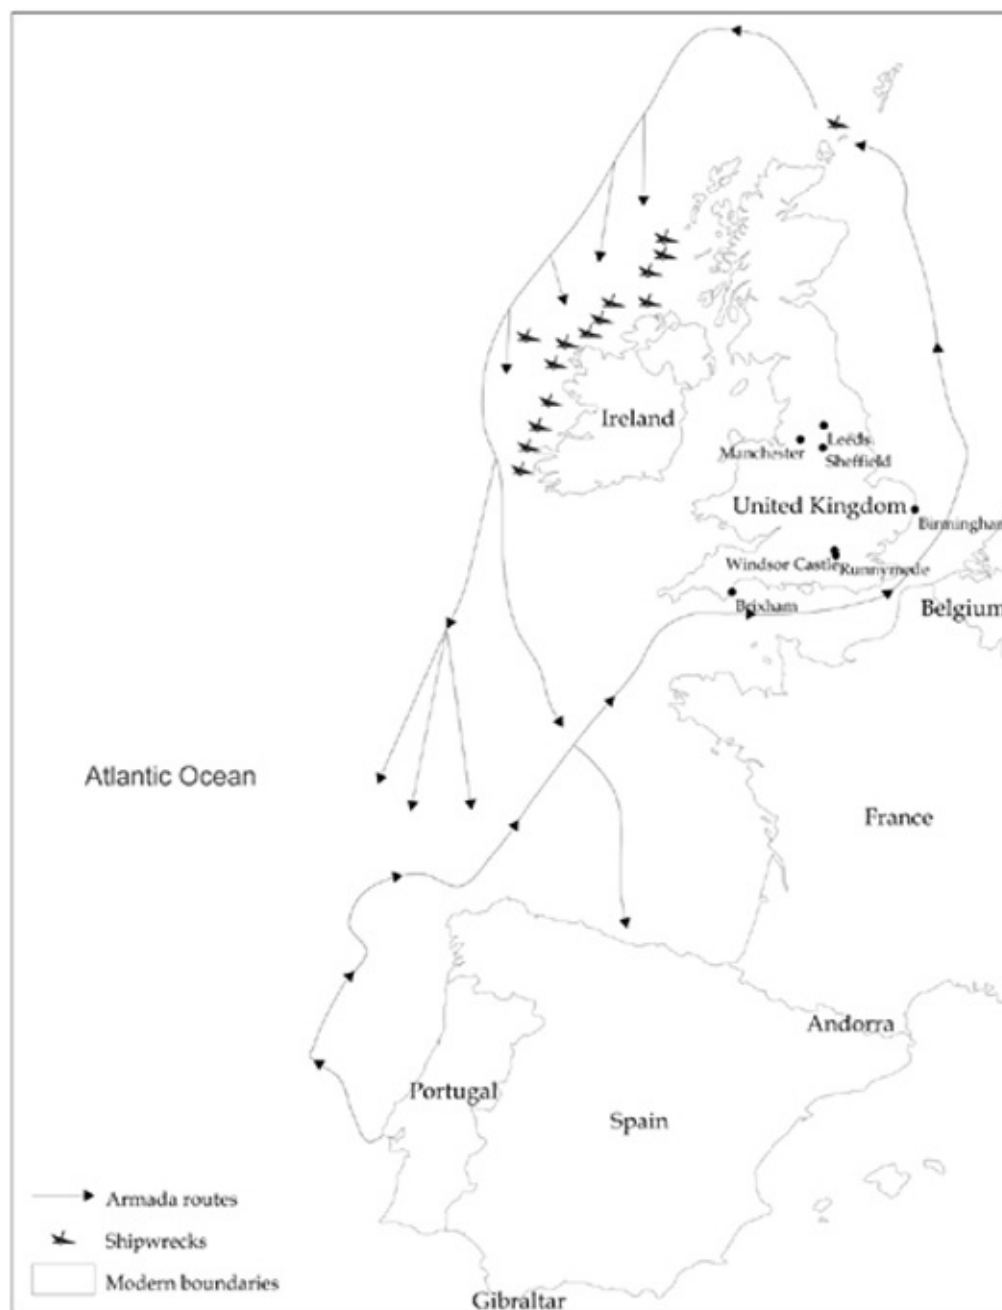 Ireland
Leeds
Manchester
Sheffield
United Kingdom
Birmingham
Windsor Castle
Runnymede
Brixham
Belgium
Atlantic Ocean
France
Andorra
Portugal
Spain
Armada routes
Shipwrecks
Modern boundaries
Gibraltar